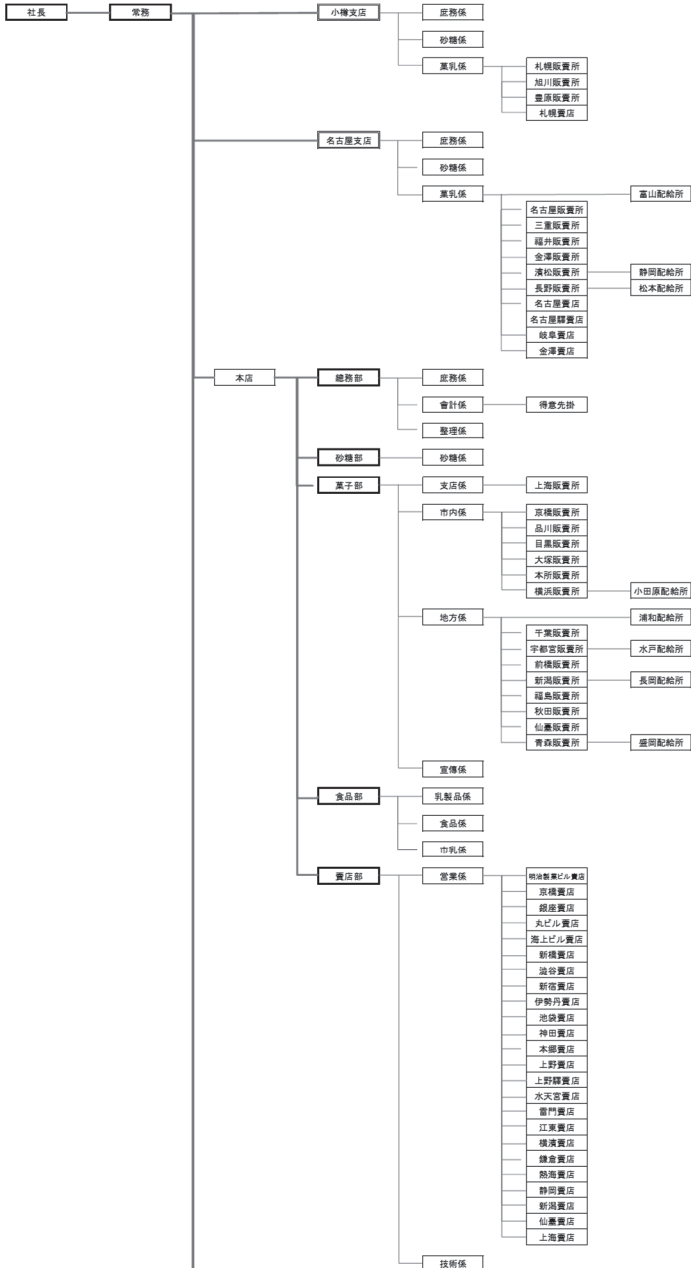 社長 常務 小樽支店 庶務係
砂糖係
菓乳係 札幌販賣所
旭川販賣所
豊原販賣所
札幌賣店
名古屋支店 庶務係
砂糖係
菓乳係 富山配給所
名古屋販賣所
三重販賣所
福井販賣所
金澤販賣所
濱松販賣所 静岡配給所
長野販賣所 松本配給所
名古屋賣店
名古屋驛賣店
岐阜賣店
金澤賣店
本店 總務部 庶務係
會計係 得意先掛
整理係
砂糖部 砂糖係
菓子部 支店係 上海販賣所
市内係 京橋販賣所
品川販賣所
目黒販賣所
大塚販賣所
本所販賣所
横浜販賣所 小田原配給所
地方係 浦和配給所
千葉販賣所
宇都宮販賣所 水戸配給所
前橋販賣所
新潟販賣所 長岡配給所
福島販賣所
秋田販賣所
仙臺販賣所
青森販賣所 盛岡配給所
宣傳係
食品部 乳製品係
食品係
市乳係
賣店部 営業係 明治製菓ビル賣店
京橋賣店
銀座賣店
丸ビル賣店
海上ビル賣店
新橋賣店
澁谷賣店
新宿賣店
伊勢丹賣店
池袋賣店
神田賣店
本郷賣店
上野賣店
上野驛賣店
水天宮賣店
雷門賣店
江東賣店
横濱賣店
鎌倉賣店
熱海賣店
静岡賣店
新潟賣店
仙臺賣店
上海賣店
技術係